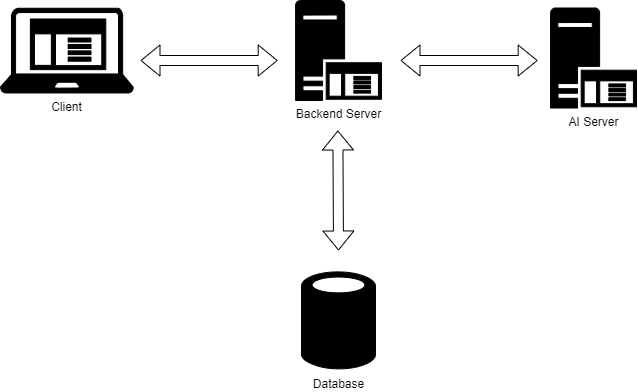 Client
Backend Server
AI Server
Database